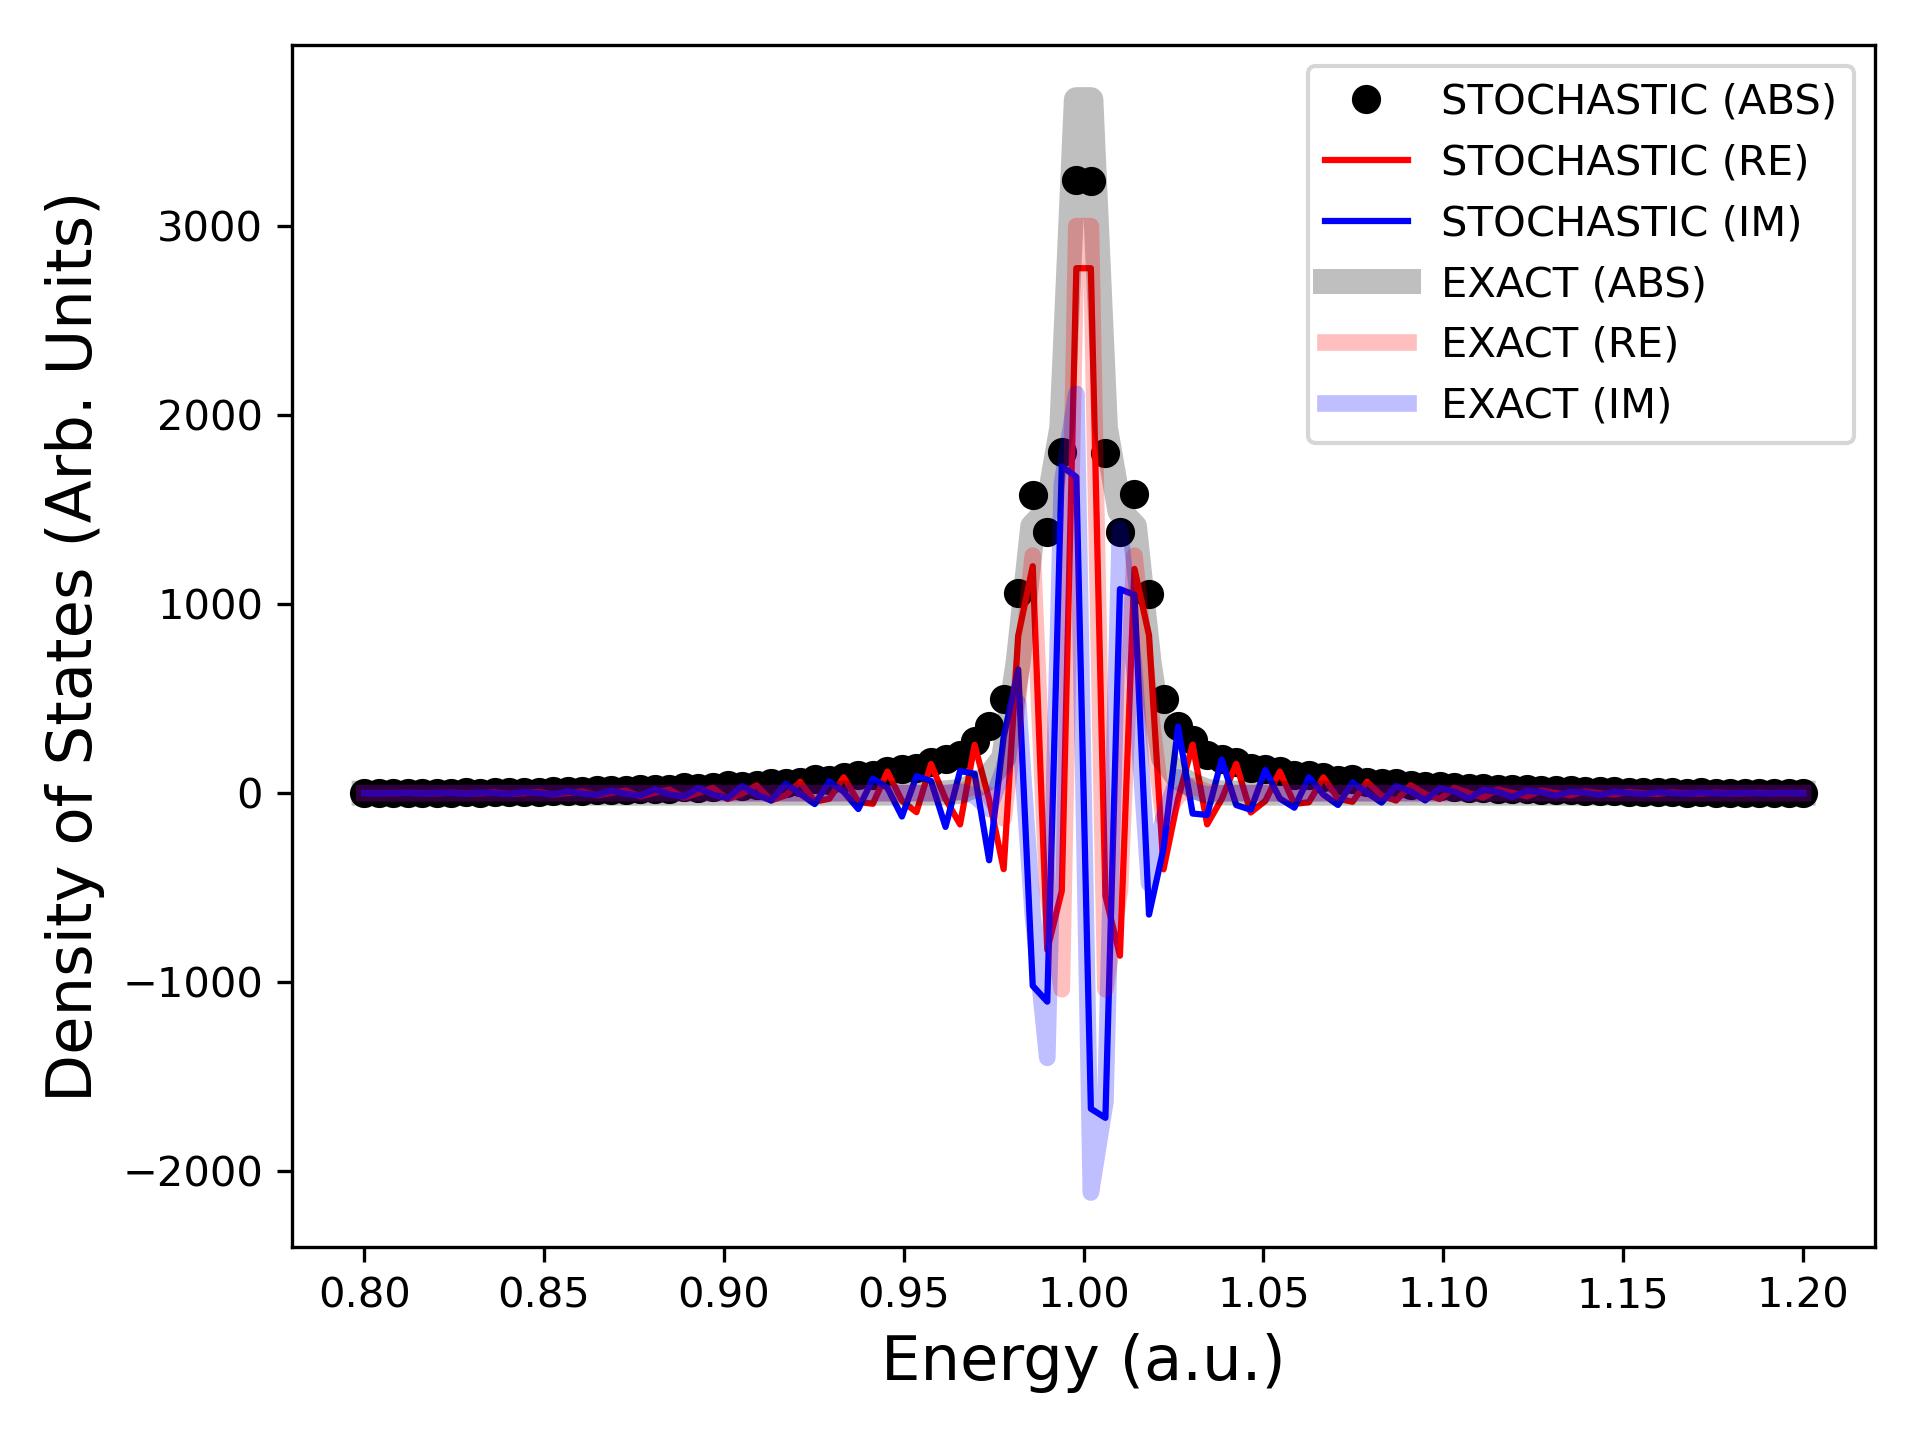 Density of States (Arb. Units)
3000
2000
1000
0
−1000
−2000
STOCHASTIC (ABS)
STOCHASTIC (RE)
STOCHASTIC (IM)
EXACT (ABS)
EXACT (RE)
EXACT (IM)
0.80 0.85 0.90 0.95 1.00 1.05 1.10 1.15 1.20
Energy (a.u.)